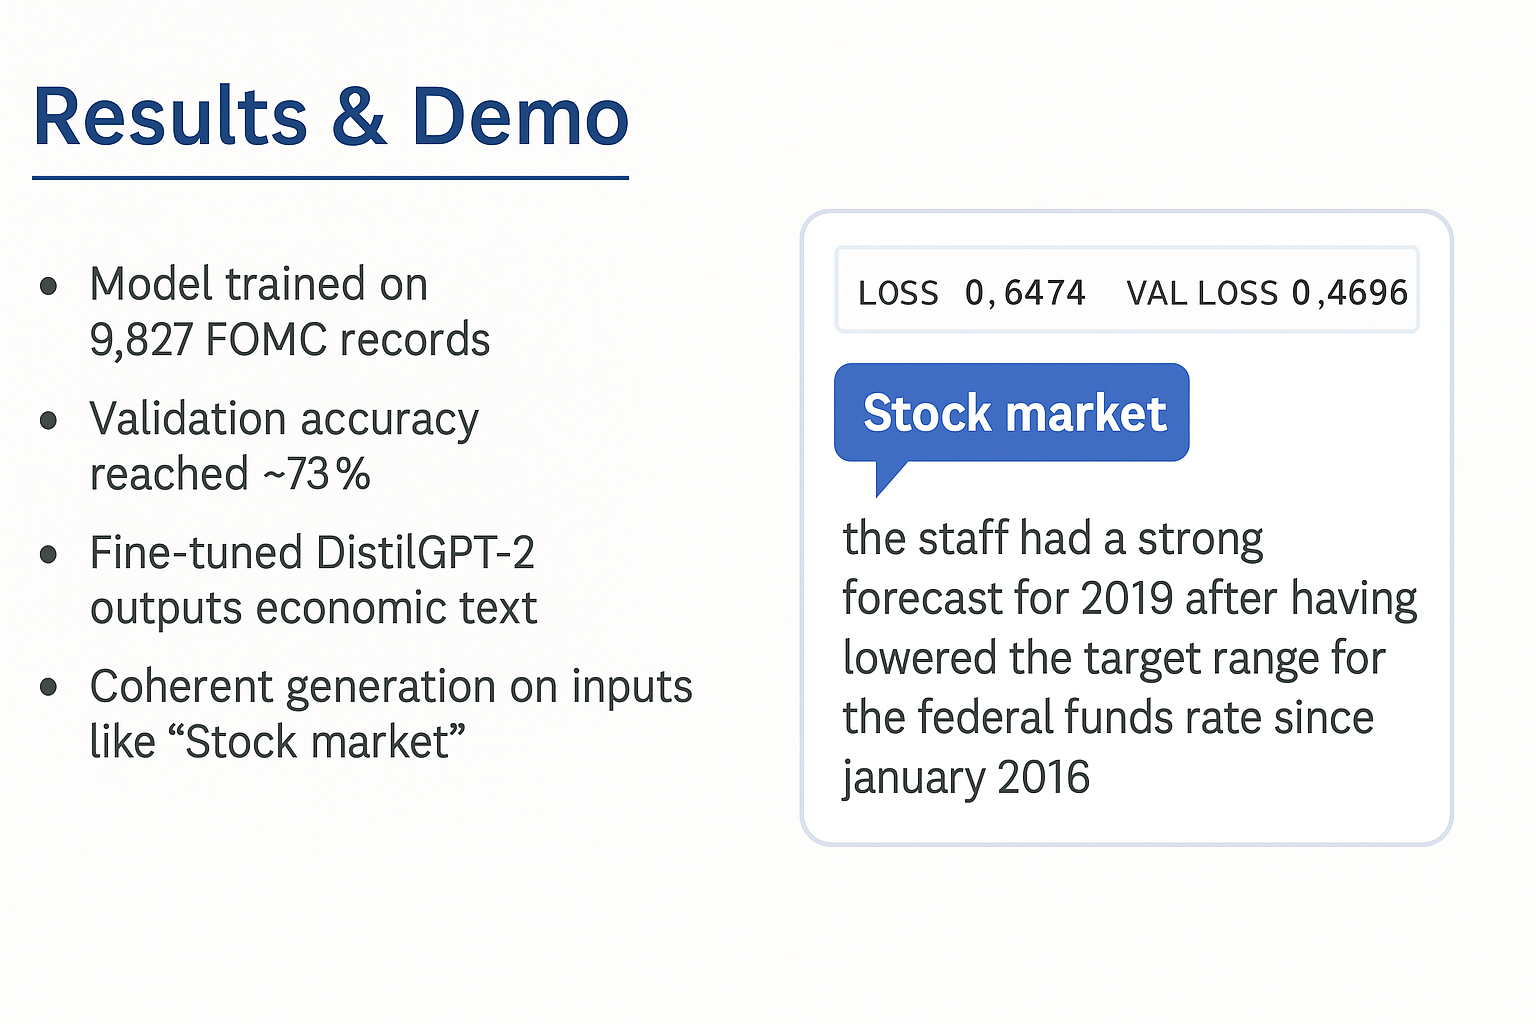 Results & Demo
• Model trained on
9,827 FOMC records
• Validation accuracy
reached ~73%
• Fine-tuned DistilGPT-2
outputs economic text
• Coherent generation on inputs
like “Stock market”
LOSS 0,6474 VAL LOSS 0,4696
Stock market
the staff had a strong
forecast for 2019 after having
lowered the target range for
the federal funds rate since
january 2016